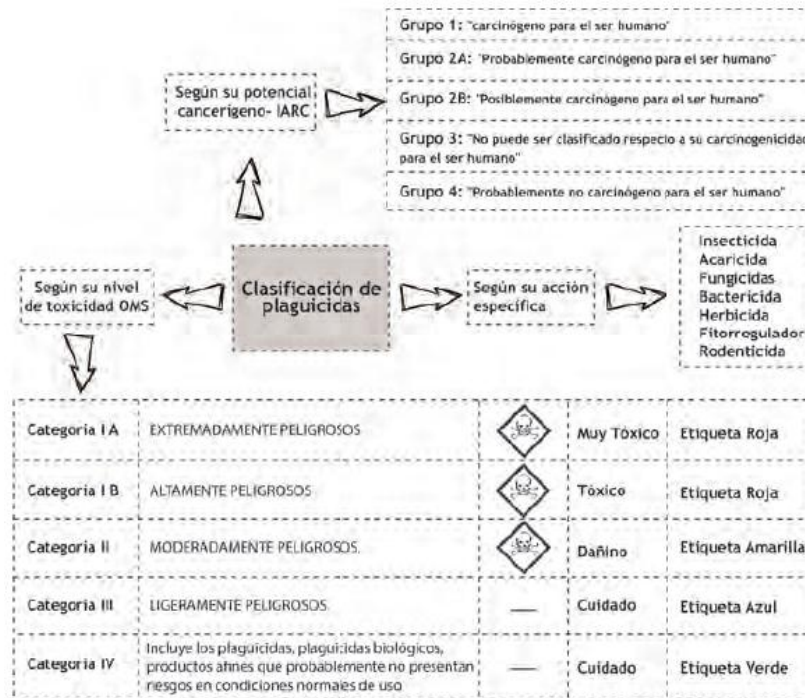 Grupo 1: "carcinógeno para el ser humano"
Grupo 2A: "Probablemente carcinógeno para el ser humano"
Grupo 2B: "Posiblemente carcinógeno para el ser humano"
Grupo 3: "No puede ser clasificado respecto a su carcinogenicidad
para el ser humano"
Grupo 4: "Probablemente no carcinógeno para el ser humano"
Según su potencial
cancerígeno- IARC
Según su nivel
de toxicidad OMS
Clasificación de
plaguicicas
Según su acción
específica
Insecticida
Acaricida
Fungicidas
Bactericida
Herbicida
Fitorregulador
Rodenticida
Categoria I A EXTREMADAMENTE PELIGROSOS Muy Tóxico Etiqueta Roja
Categoria I B ALTAMENTE PELIGROSOS Tóxico Etiqueta Roja
Categoria II MODERADAMENTE PELIGROSOS. Dañino Etiqueta Amarilla
Categoria III LIGERAMENTE PELIGROSOS — Cuidado Etiqueta Azul
Categoria IV Incluye los plaguicidas, plaguicidas biológicos,
productos afines que probablemente no presentan
riesgos en condiciones normales de uso — Cuidado Etiqueta Verde